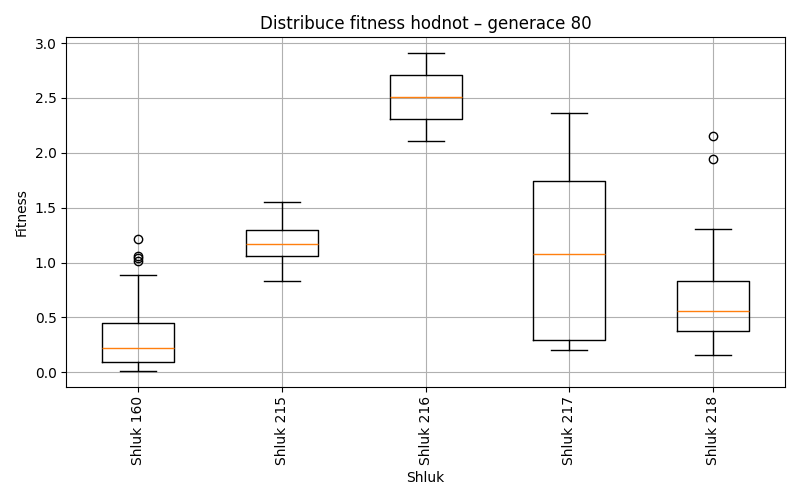 Distribuce fitness hodnot – generace 80
Fitness
3.0
2.5
2.0
1.5
1.0
0.5
0.0
Shluk 160
Shluk 215
Shluk 216
Shluk 217
Shluk 218
Shluk